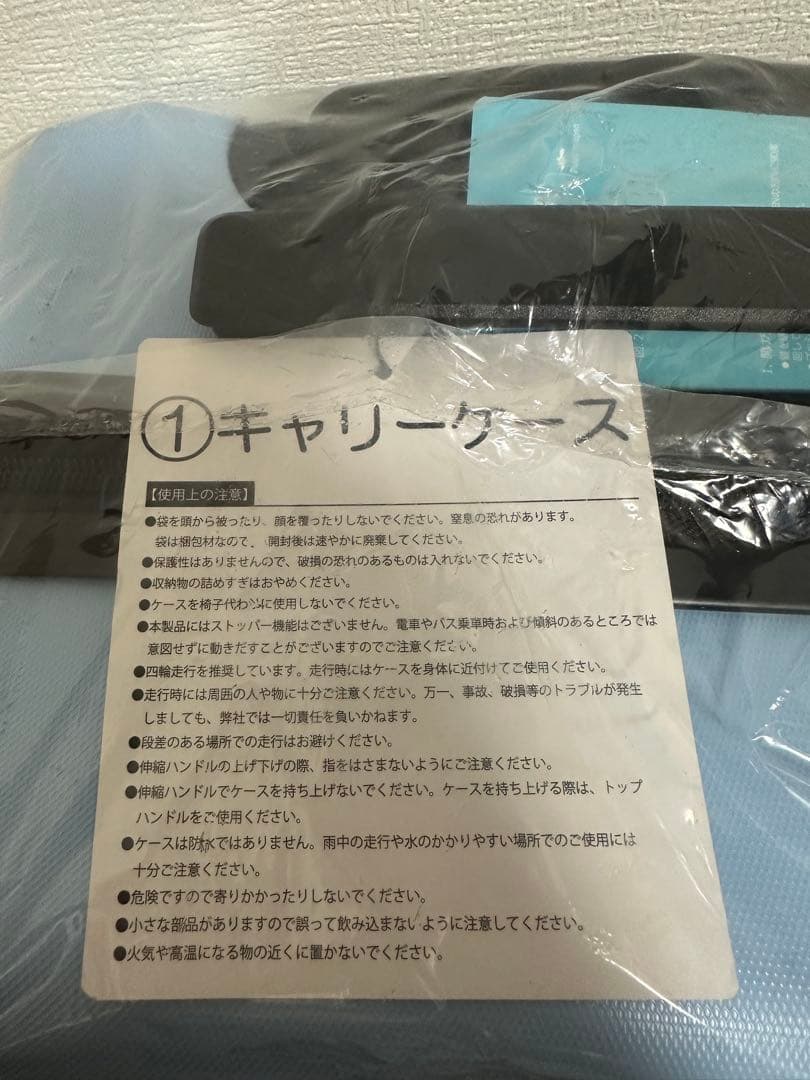 ①キャリーケース
【使用上の注意】
●袋を頭から被ったり、顔を覆ったりしないでください。窒息の恐れがあります。
袋は梱包材なので、開封後は速やかに廃棄してください。
●保護性はありませんので、破損の恐れのあるものは入れないでください。
●収納物の詰めすぎはおやめください。
●ケースを椅子代わりに使用しないでください。
●本製品にはストッパー機能はございません。電車やバス乗車時および傾斜のあるところでは
意図せずに動きだすことがございますのでご注意ください。
●四輪走行を推奨しています。走行時にはケースを身体に近付けてご使用ください。
●走行時には周囲の人や物に十分ご注意ください。万一、事故、破損等のトラブルが発生
しましても、弊社では一切責任を負いかねます。
●段差のある場所での走行はお避けください。
●伸縮ハンドルの上げ下げの際、指をはさまないようにご注意ください。
●伸縮ハンドルでケースを持ち上げないでください。ケースを持ち上げる際は、トップ
ハンドルをご使用ください。
●ケースは防水ではありません。雨中の走行や水のかかりやすい場所でのご使用には
十分ご注意ください。
●危険ですので寄りかかったりしないでください。
●小さな部品がありますので誤って飲み込まないように注意してください。
●火気や高温になる物の近くに置かないでください。